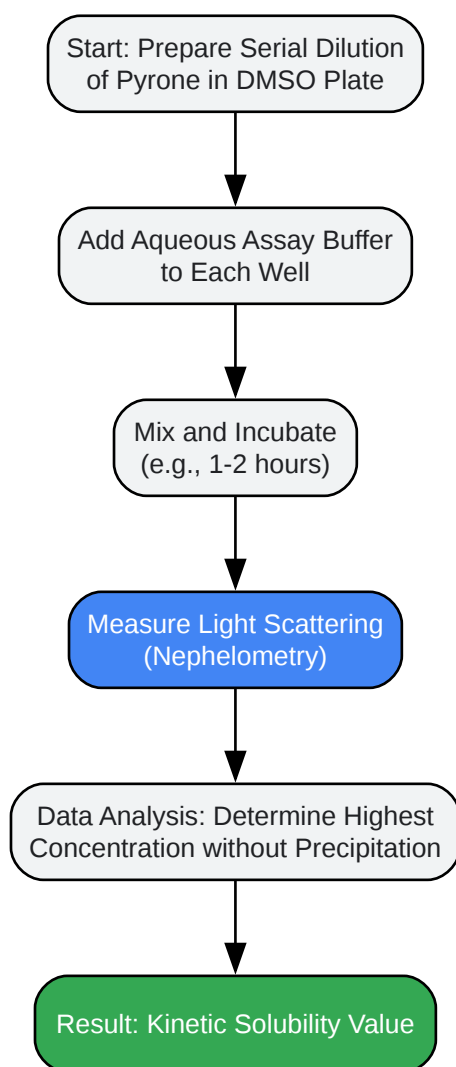 Start: Prepare Serial Dilution
of Pyrone in DMSO Plate
Add Aqueous Assay Buffer
to Each Well
Mix and Incubate
(e.g., 1-2 hours)
Measure Light Scattering
(Nephelometry)
Data Analysis: Determine Highest
Concentration without Precipitation
Result: Kinetic Solubility Value